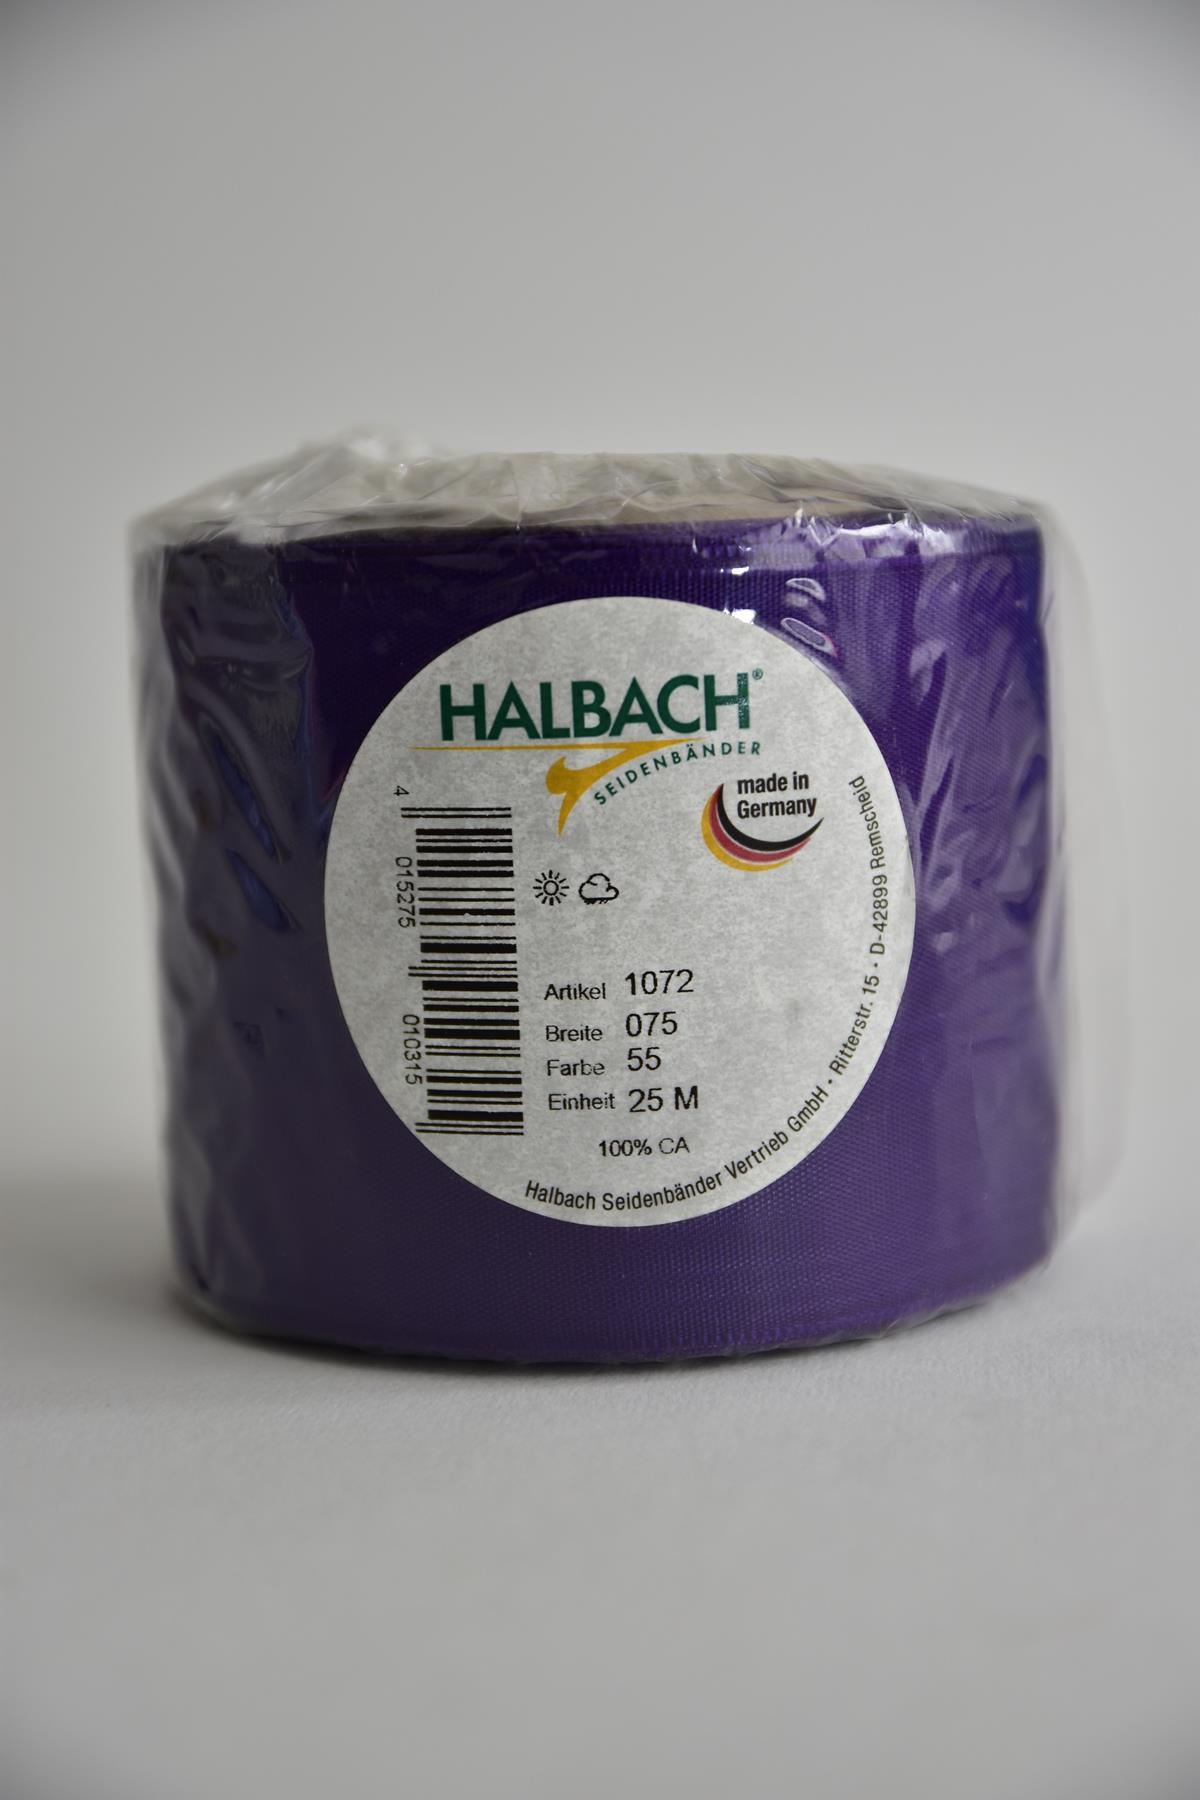 HALBACH®
SEIDENBÄNDER
made in
Germany
4 015275 010315
Artikel 1072
Breite 075
Farbe 55
Einheit 25 M
100% CA
Halbach Seidenbänder Vertrieb GmbH • Ritterstr. 15 • D-42899 Remscheid